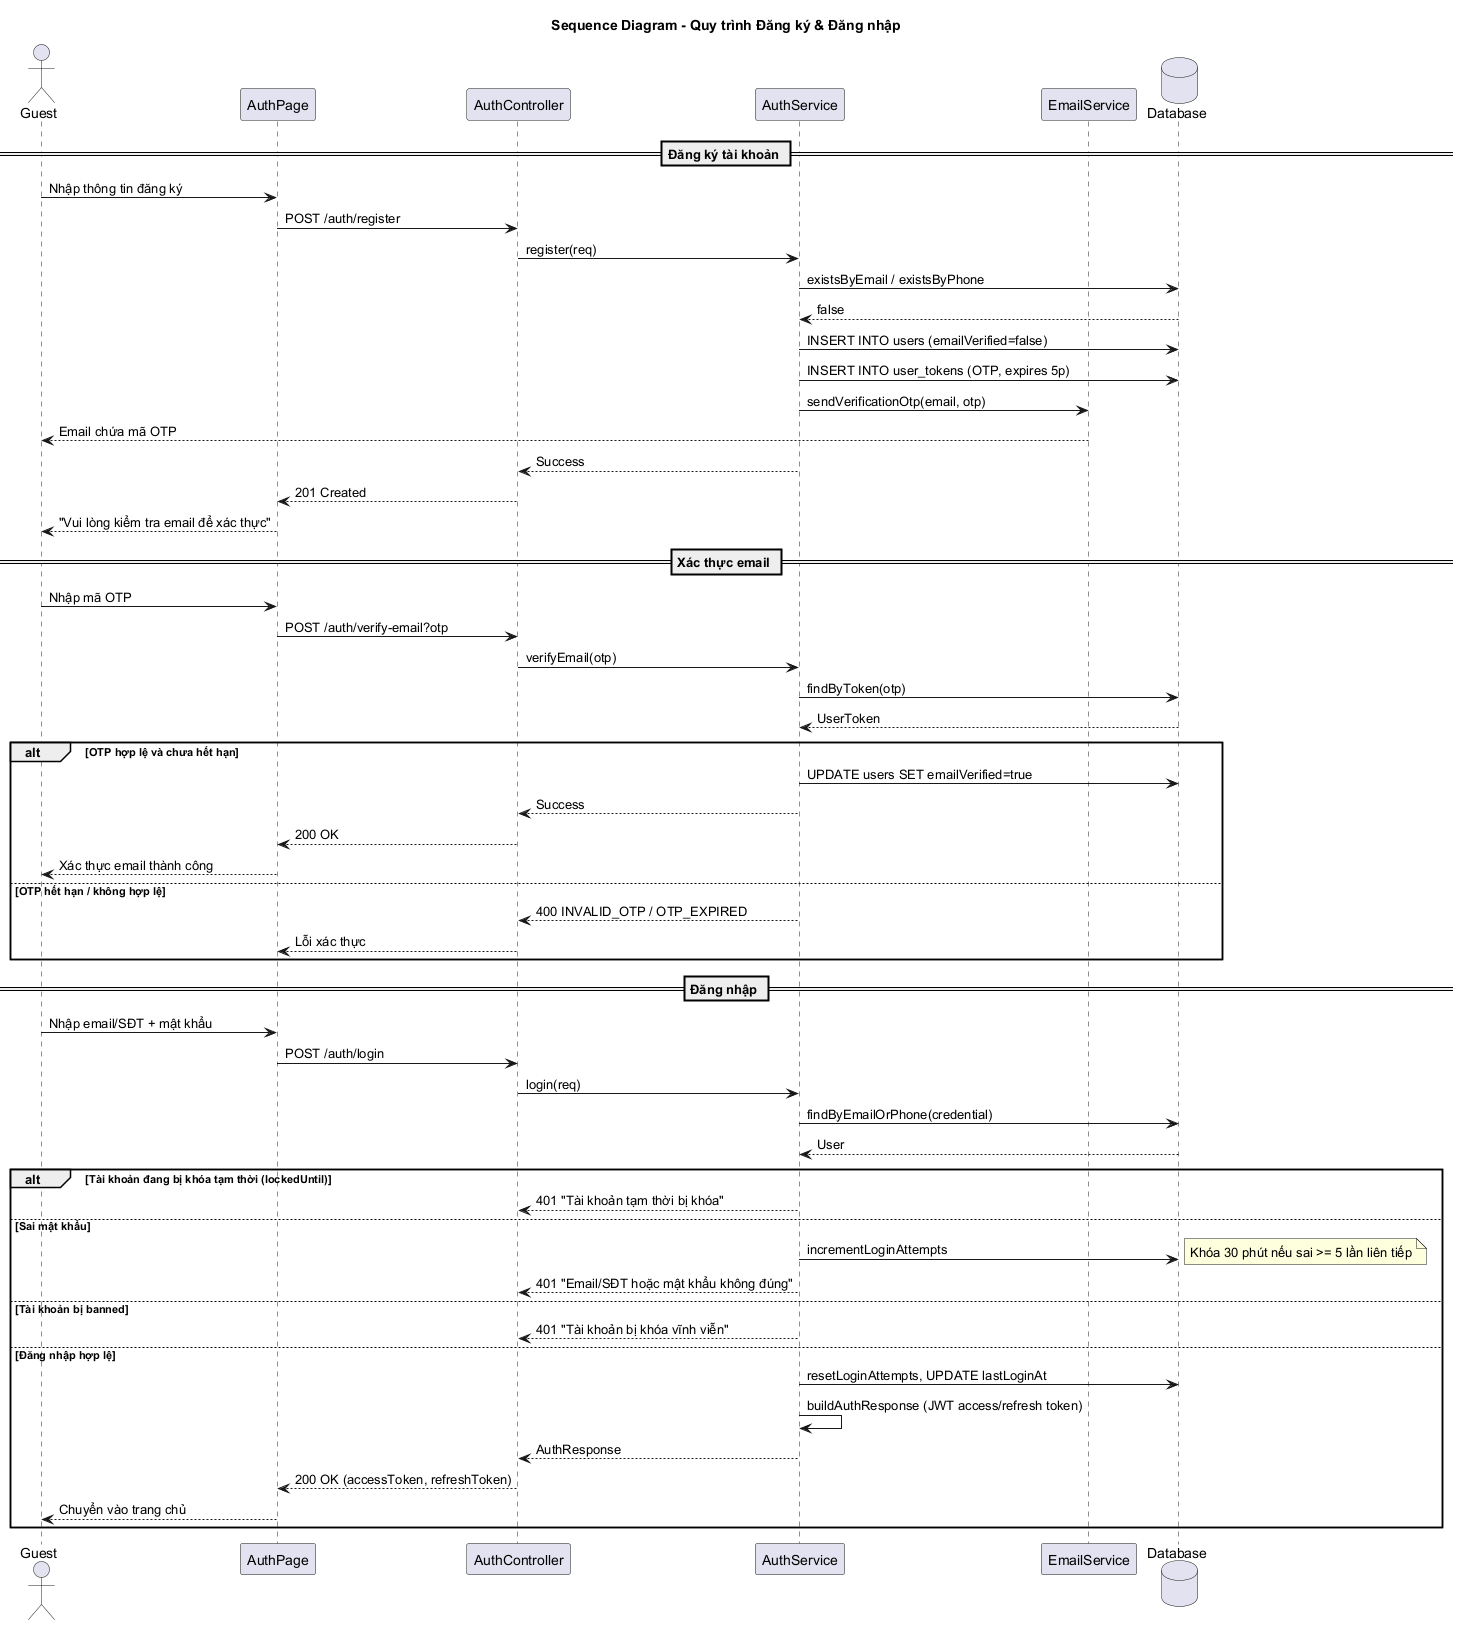 Sequence Diagram - Quy trình Đăng ký & Đăng nhập
Guest
AuthPage
AuthController
AuthService
EmailService
Database
Đăng ký tài khoản
Nhập thông tin đăng ký
POST /auth/register
register(req)
existsByEmail / existsByPhone
false
INSERT INTO users (emailVerified=false)
INSERT INTO user_tokens (OTP, expires 5p)
sendVerificationOtp(email, otp)
Email chứa mã OTP
Success
201 Created
"Vui lòng kiểm tra email để xác thực"
Xác thực email
Nhập mã OTP
POST /auth/verify-email?otp
verifyEmail(otp)
findByToken(otp)
UserToken
alt [OTP hợp lệ và chưa hết hạn]
UPDATE users SET emailVerified=true
Success
200 OK
Xác thực email thành công
[OTP hết hạn / không hợp lệ]
400 INVALID_OTP / OTP_EXPIRED
Lỗi xác thực
Đăng nhập
Nhập email/SĐT + mật khẩu
POST /auth/login
login(req)
findByEmailOrPhone(credential)
User
alt [Tài khoản đang bị khóa tạm thời (lockedUntil)]
401 "Tài khoản tạm thời bị khóa"
[Sai mật khẩu]
incrementLoginAttempts
Khóa 30 phút nếu sai >= 5 lần liên tiếp
401 "Email/SĐT hoặc mật khẩu không đúng"
[Tài khoản bị banned]
401 "Tài khoản bị khóa vĩnh viễn"
[Đăng nhập hợp lệ]
resetLoginAttempts, UPDATE lastLoginAt
buildAuthResponse (JWT access/refresh token)
AuthResponse
200 OK (accessToken, refreshToken)
Chuyển vào trang chủ
Guest
AuthPage
AuthController
AuthService
EmailService
Database